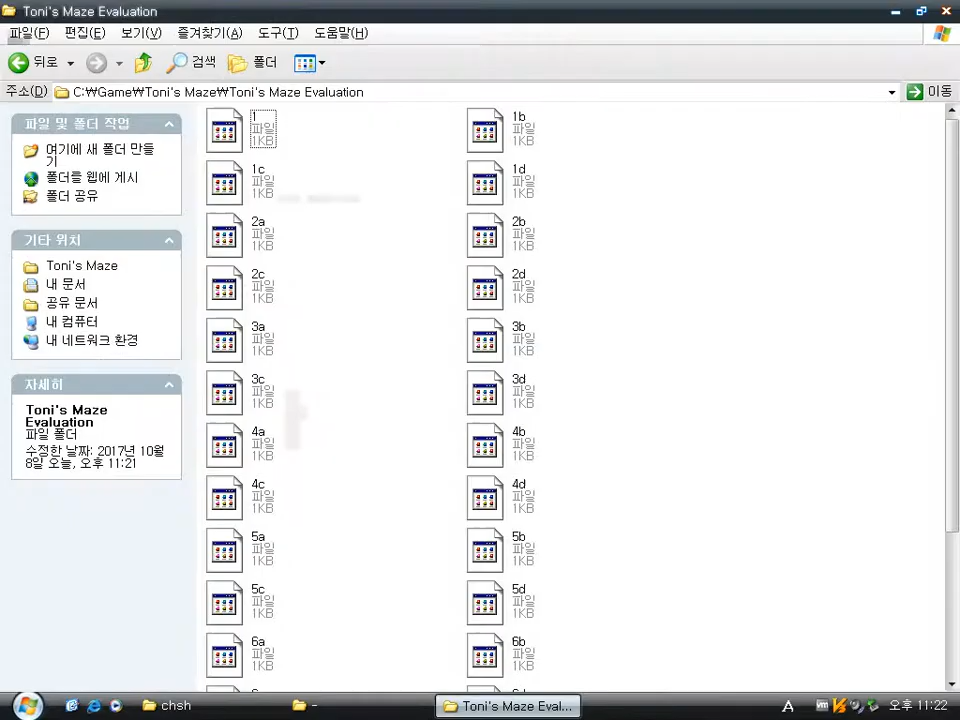 Toni's Maze Evaluation
파일(F) 편집(E) 보기(V) 즐겨찾기(A) 도구(T) 도움말(H)
뒤로 검색 폴더
주소(D) C:₩Game₩Toni's Maze₩Toni's Maze Evaluation 이동
파일 및 폴더 작업
여기에 새 폴더 만들
기
폴더를 웹에 게시
폴더 공유
기타 위치
Toni's Maze
내 문서
공유 문서
내 컴퓨터
내 네트워크 환경
자세히
Toni's Maze
Evaluation
파일 폴더
수정한 날짜: 2017년 10월
8일 오늘, 오후 11:21
1
파일
1KB
1b
파일
1KB
1c
파일
1KB
1d
파일
1KB
2a
파일
1KB
2b
파일
1KB
2c
파일
1KB
2d
파일
1KB
3a
파일
1KB
3b
파일
1KB
3c
파일
1KB
3d
파일
1KB
4a
파일
1KB
4b
파일
1KB
4c
파일
1KB
4d
파일
1KB
5a
파일
1KB
5b
파일
1KB
5c
파일
1KB
5d
파일
1KB
6a
파일
1KB
6b
파일
1KB
chsh - Toni's Maze Eval... A 오후 11:22